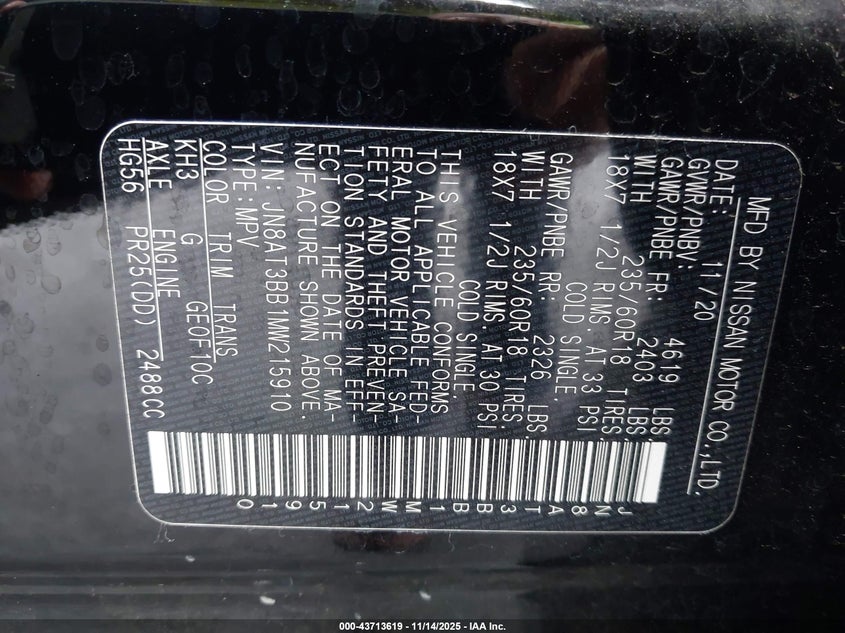 MFD BY NISSAN MOTOR CO.,LTD.
DATE: 11/20
GVWR/PNBV: 4619 LBS.
GAWR/PNBE FR: 2403 LBS.
WITH 235/60R18 TIRES,
18X7 1/2J RIMS. AT 33 PSI
COLD SINGLE.
GAWR/PNBE RR: 2326 LBS.
WITH 235/60R18 TIRES,
18X7 1/2J RIMS. AT 30 PSI
COLD SINGLE.
THIS VEHICLE CONFORMS
TO ALL APPLICABLE FED-
ERAL MOTOR VEHICLE SA-
FETY AND THEFT PREVEN-
TION STANDARDS IN EFF-
ECT ON THE DATE OF MA-
NUFACTURE SHOWN ABOVE.
VIN: JN8AT3BB1MW215910
TYPE:MPV
COLOR TRIM TRANS
KH3 G GE0F10C
AXLE ENGINE
HG56 PR25(DD) 2488CC
JN8AT3BB1MW215910
000-43713619 - 11/14/2025 - IAA Inc.